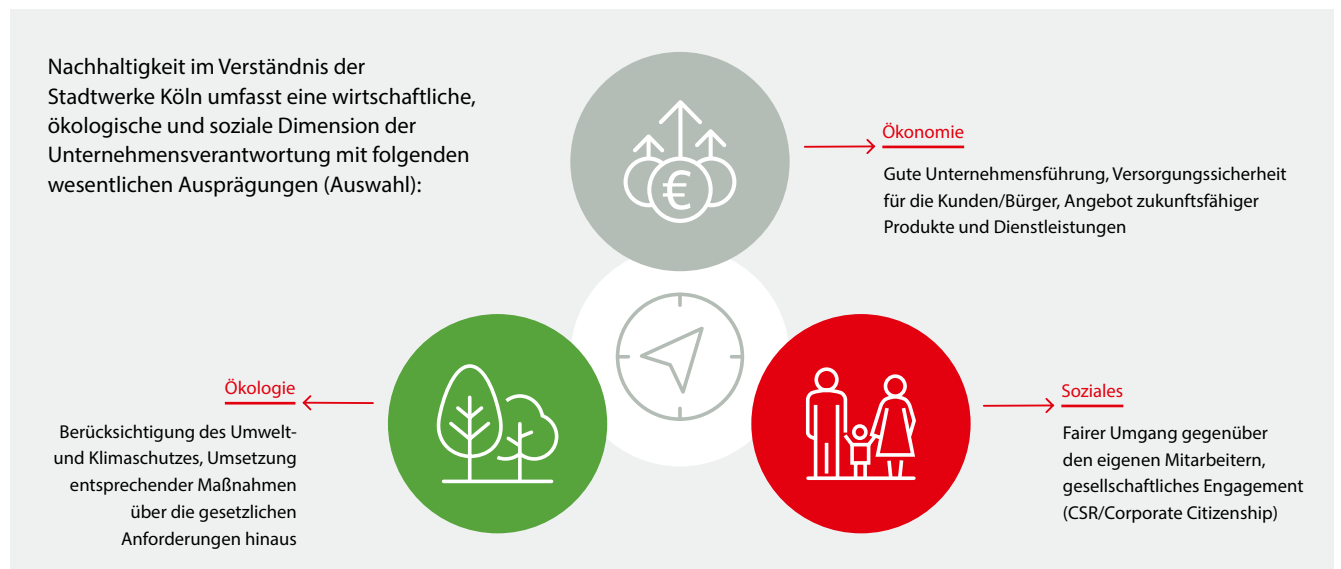 Nachhaltigkeit im Verständnis der
Stadtwerke Köln umfasst eine wirtschaftliche,
ökologische und soziale Dimension der
Unternehmensverantwortung mit folgenden
wesentlichen Ausprägungen (Auswahl):
€
Ökonomie
Gute Unternehmensführung, Versorgungssicherheit
für die Kunden/Bürger, Angebot zukunftsfähiger
Produkte und Dienstleistungen
Ökologie
Berücksichtigung des Umwelt-
und Klimaschutzes, Umsetzung
entsprechender Maßnahmen
über die gesetzlichen
Anforderungen hinaus
Soziales
Fairer Umgang gegenüber
den eigenen Mitarbeitern,
gesellschaftliches Engagement
(CSR/Corporate Citizenship)